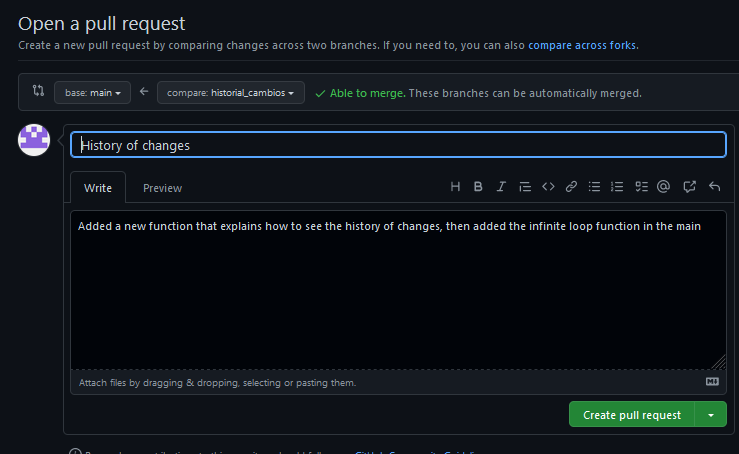 Open a pull request
Create a new pull request by comparing changes across two branches. If you need to, you can also compare across forks.
base: main compare: historial_cambios Able to merge. These branches can be automatically merged.
History of changes
Write Preview
Added a new function that explains how to see the history of changes, then added the infinite loop function in the main
Attach files by dragging & dropping, selecting or pasting them.
Create pull request